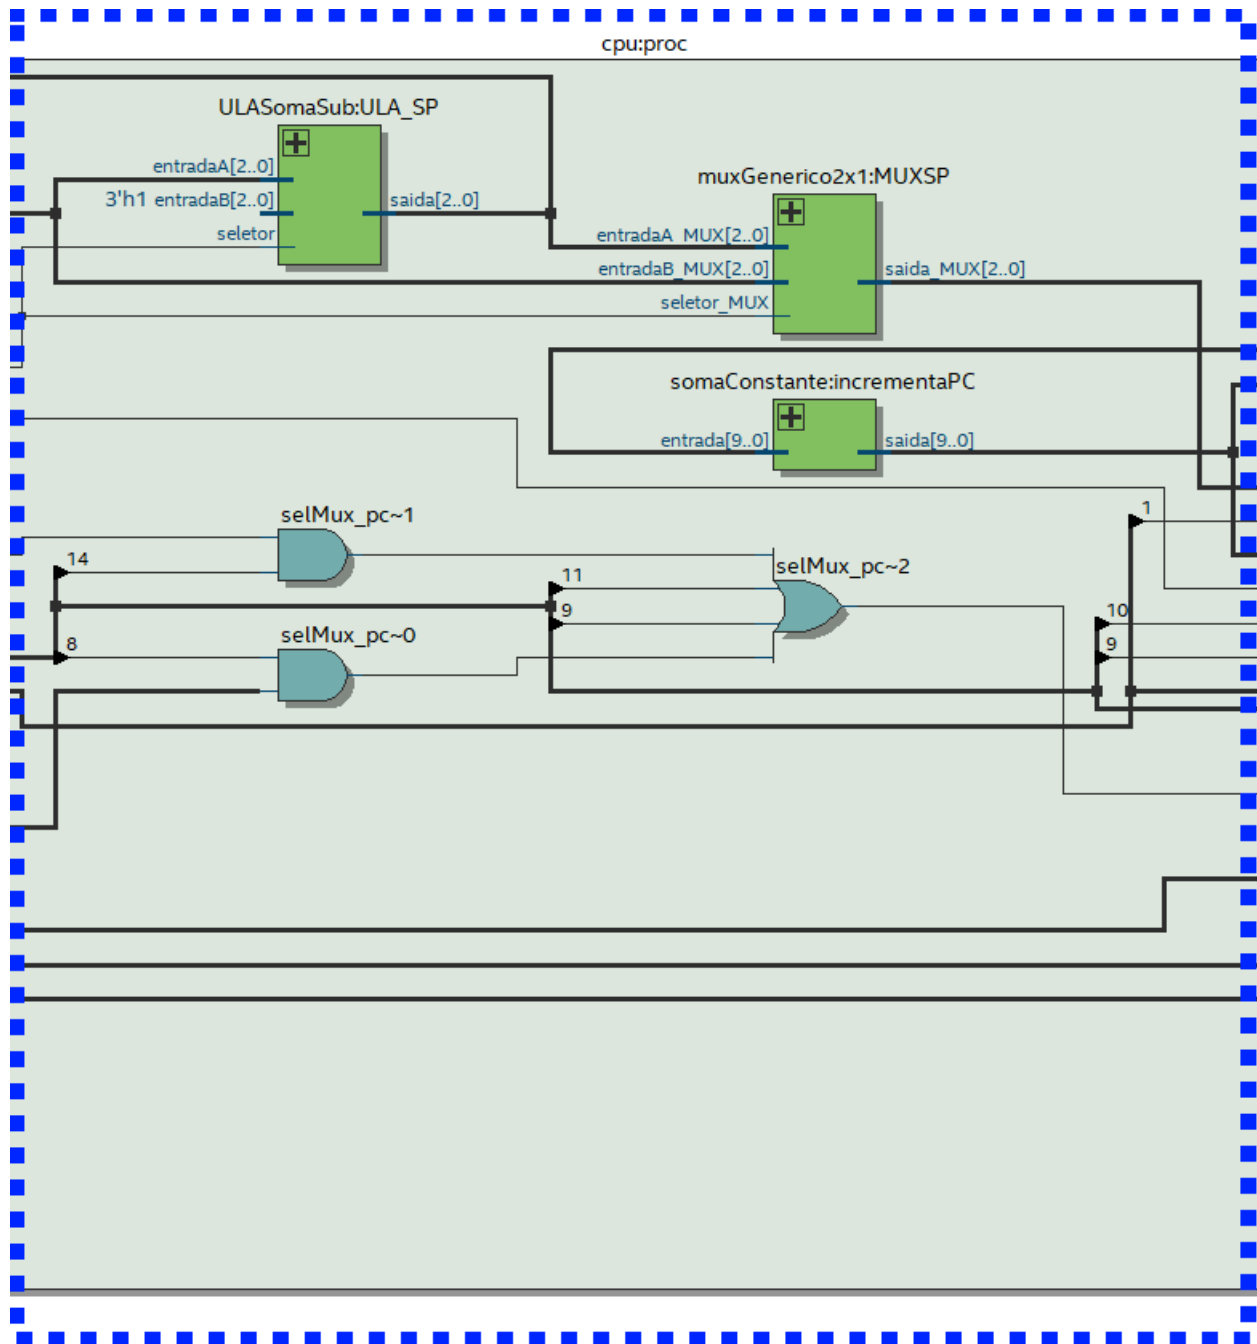 cpu:proc
ULASomaSub:ULA_SP
entradaA[2..0]
3'h1 entradaB[2..0]
saida[2..0]
seletor
muxGenerico2x1:MUXSP
entradaA_MUX[2..0]
entradaB_MUX[2..0]
saida_MUX[2..0]
seletor_MUX
somaConstante:incrementaPC
entrada[9..0]
saida[9..0]
selMux_pc~1
1
14
11
selMux_pc~2
9
10
selMux_pc~0
8
9